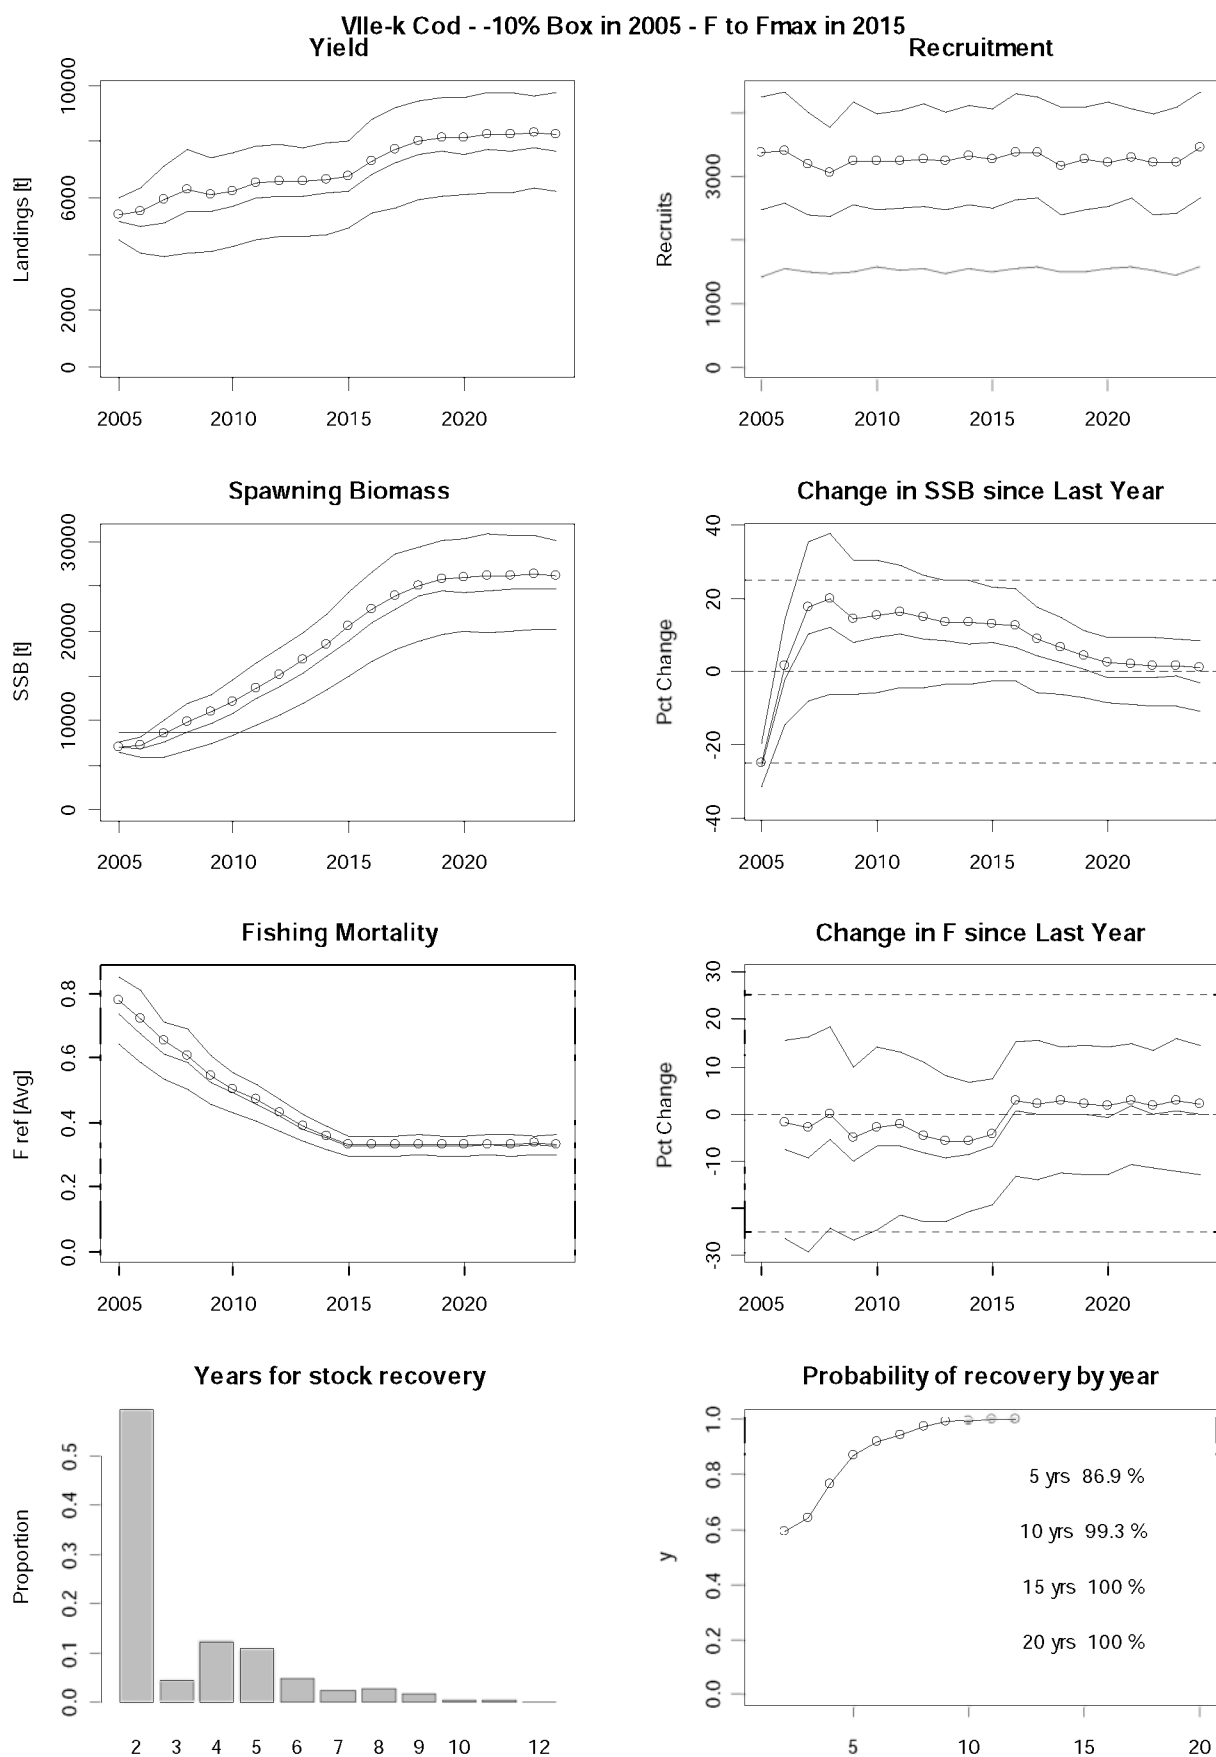 VIIe-k Cod - -10% Box in 2005 - F to Fmax in 2015
Yield
Landings [t]
0 2000 6000 10000
2005 2010 2015 2020
Recruitment
Recruits
0 1000 3000
2005 2010 2015 2020
Spawning Biomass
SSB [t]
0 10000 20000 30000
2005 2010 2015 2020
Change in SSB since Last Year
Pct Change
-40 -20 0 20 40
2005 2010 2015 2020
Fishing Mortality
F ref [Avg]
0.0 0.2 0.4 0.6 0.8
2005 2010 2015 2020
Change in F since Last Year
Pct Change
-30 -10 0 10 20 30
2005 2010 2015 2020
Years for stock recovery
Proportion
0.0 0.1 0.2 0.3 0.4 0.5
2 3 4 5 6 7 8 9 10 12
Probability of recovery by year
y
0.0 0.2 0.4 0.6 0.8 1.0
5 yrs 86.9 %
10 yrs 99.3 %
15 yrs 100 %
20 yrs 100 %
5 10 15 20